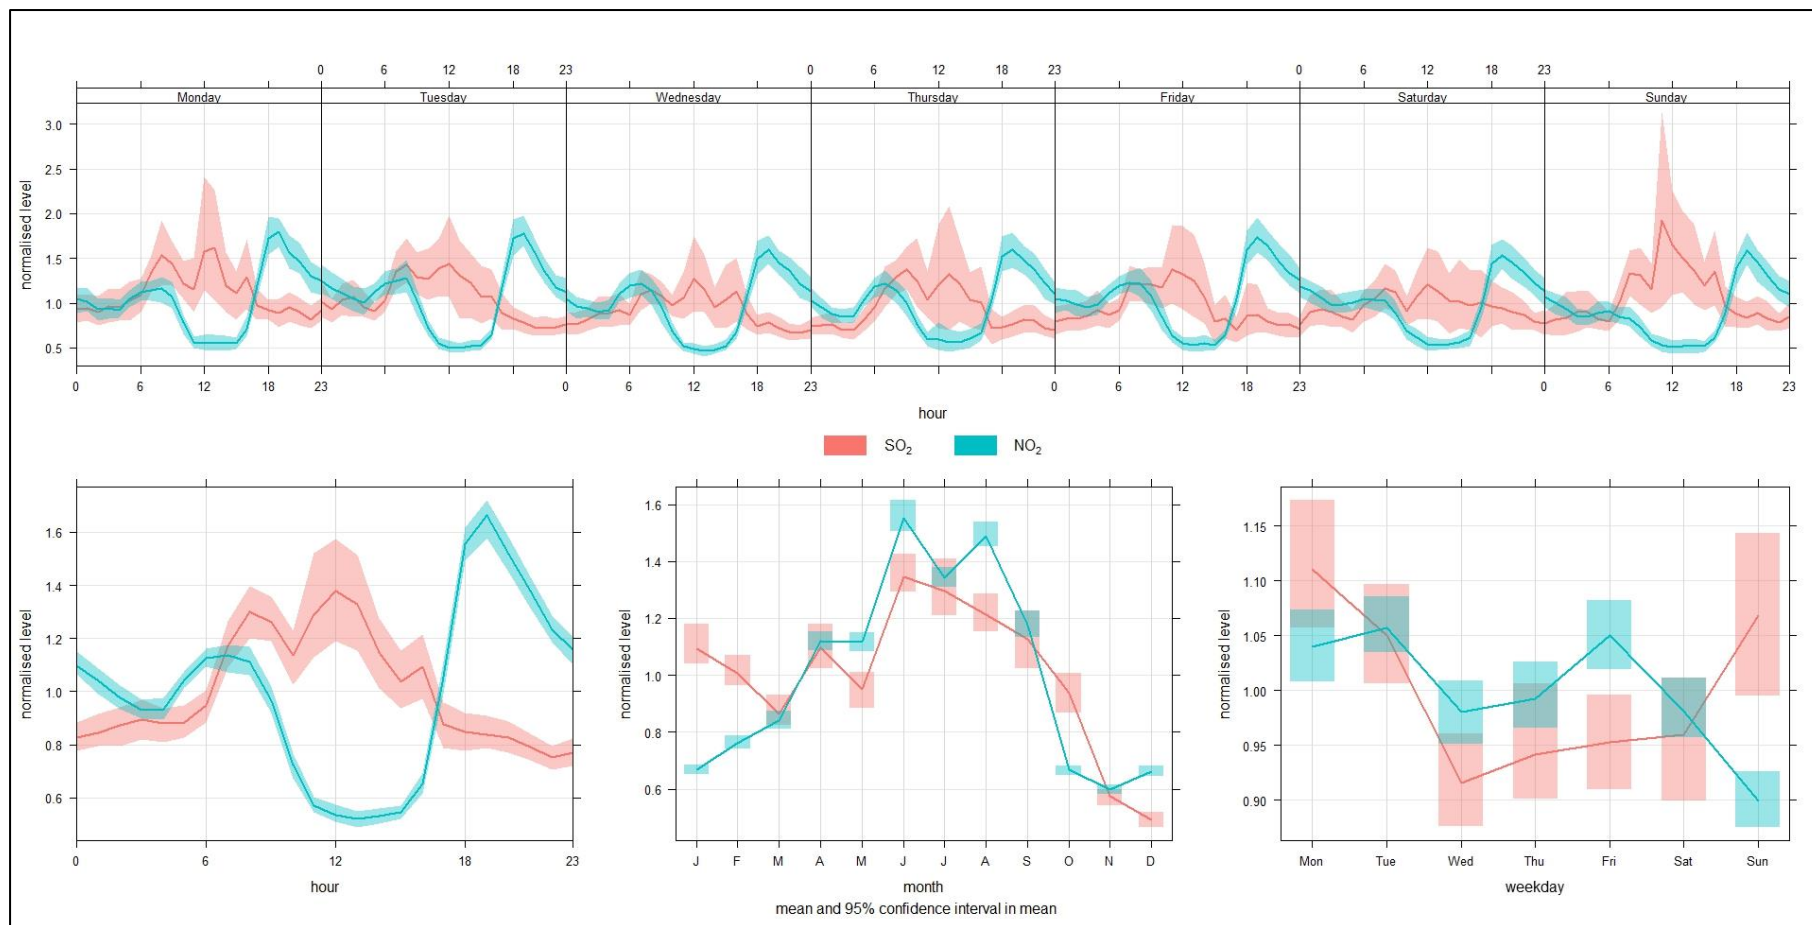 0 6 12 18 23 0 6 12 18 23 0 6 12 18 23
Monday Tuesday Wednesday Thursday Friday Saturday Sunday
3.0
2.5
2.0
1.5
1.0
0.5
normalised level
0 6 12 18 23 0 6 12 18 23 0 6 12 18 23 0 6 12 18 23
hour
SO₂ NO₂
1.6
1.4
1.2
1.0
0.8
0.6
normalised level
0 6 12 18 23
hour
1.6
1.4
1.2
1.0
0.8
0.6
normalised level
J F M A M J J A S O N D
month
mean and 95% confidence interval in mean
1.15
1.10
1.05
1.00
0.95
0.90
normalised level
Mon Tue Wed Thu Fri Sat Sun
weekday